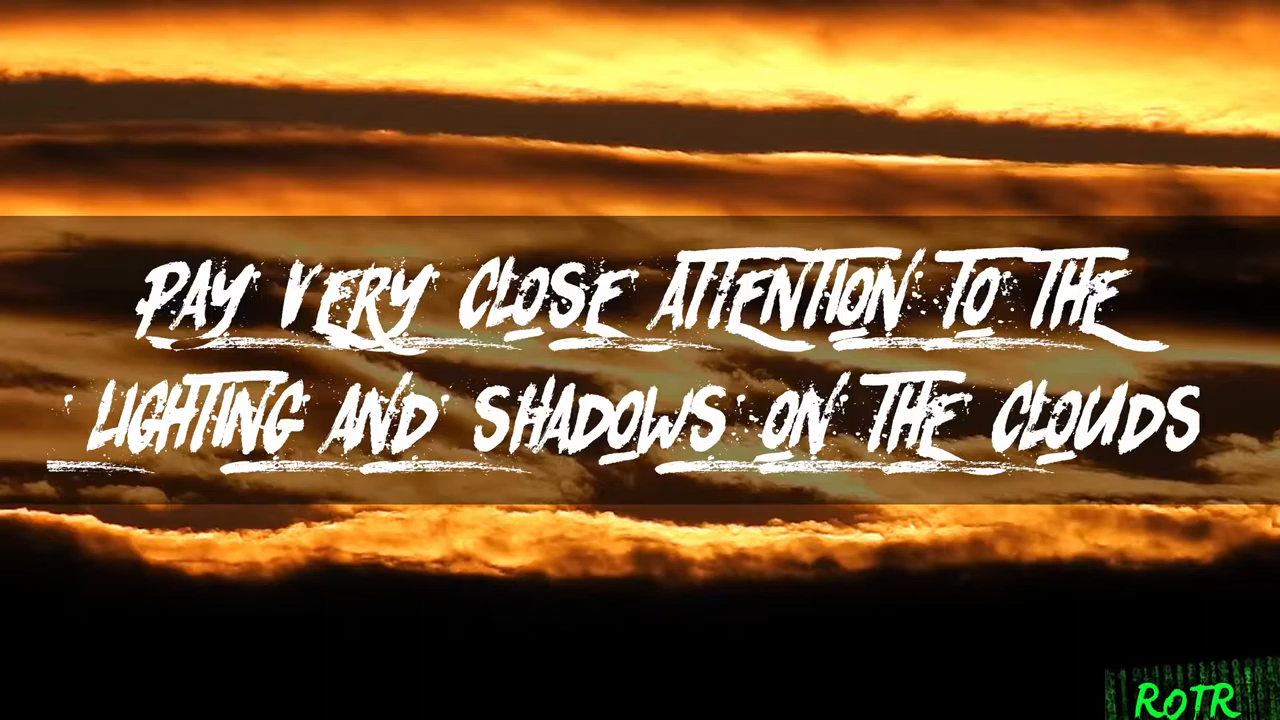 PAY VERY CLOSE ATTENTION TO THE
LIGHTING AND SHADOWS ON THE CLOUDS
ROTR